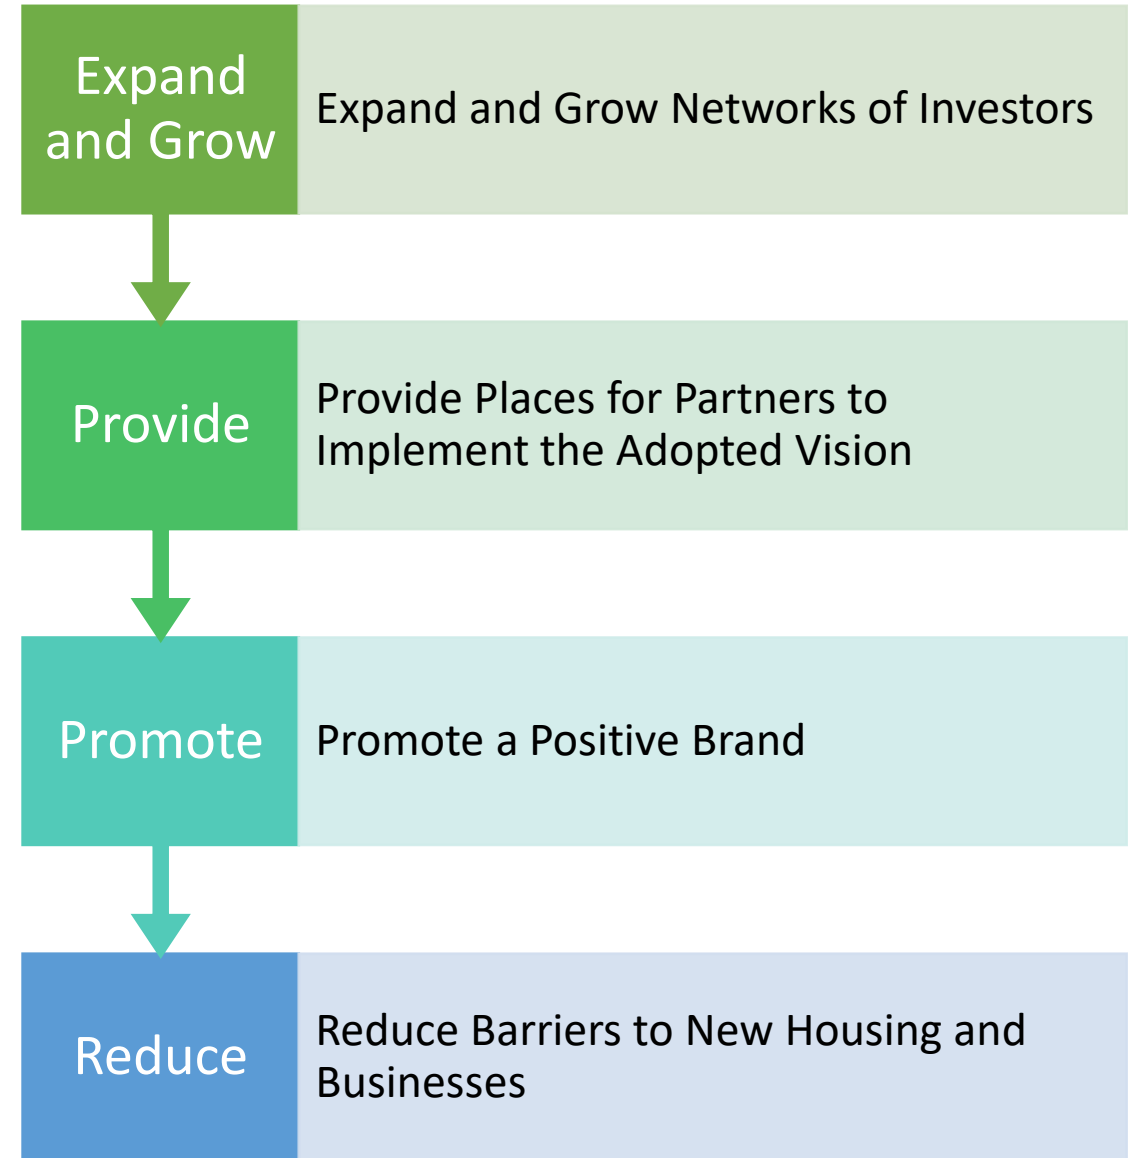 Expand
and Grow
Expand and Grow Networks of Investors
Provide
Provide Places for Partners to
Implement the Adopted Vision
Promote
Promote a Positive Brand
Reduce
Reduce Barriers to New Housing and
Businesses